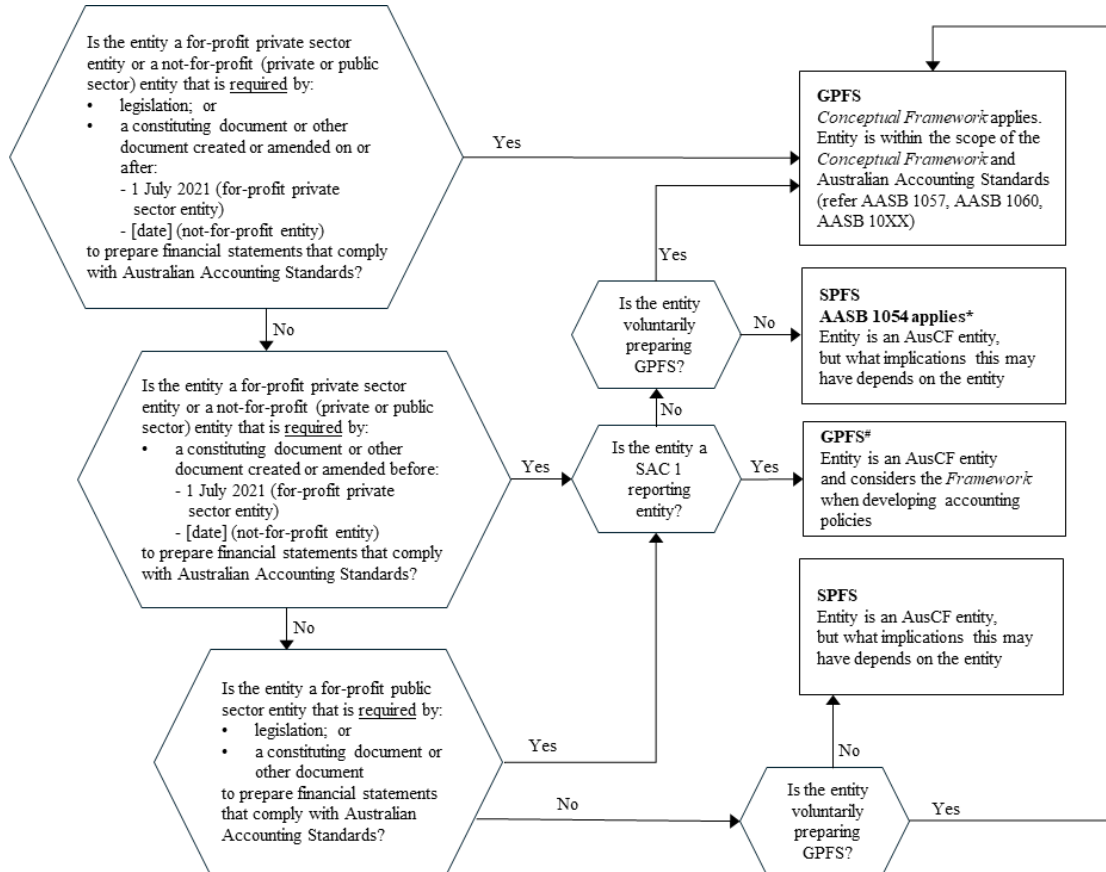 Is the entity a for-profit private sector
entity or a not-for-profit (private or public
sector) entity that is required by:
• legislation; or
• a constituting document or other
document created or amended on or
after:
- 1 July 2021 (for-profit private
sector entity)
- [date] (not-for-profit entity)
to prepare financial statements that comply
with Australian Accounting Standards?
Yes
GPFS
Conceptual Framework applies.
Entity is within the scope of the
Conceptual Framework and
Australian Accounting Standards
(refer AASB 1057, AASB 1060,
AASB 10XX)
No
Yes
Is the entity
voluntarily
preparing
GPFS?
No
SPFS
AASB 1054 applies*
Entity is an AusCF entity,
but what implications this may
have depends on the entity
Is the entity a for-profit private sector
entity or a not-for-profit (private or public
sector) entity that is required by:
• a constituting document or other
document created or amended before:
- 1 July 2021 (for-profit private
sector entity)
- [date] (not-for-profit entity)
to prepare financial statements that comply
with Australian Accounting Standards?
Yes
No
Is the entity a
SAC 1
reporting
entity?
Yes
GPFS#
Entity is an AusCF entity
and considers the Framework
when developing accounting
policies
No
SPFS
Entity is an AusCF entity,
but what implications this may
have depends on the entity
Is the entity a for-profit public
sector entity that is required by:
• legislation; or
• a constituting document or
other document
to prepare financial statements
that comply with Australian
Accounting Standards?
Yes
No
No
Is the entity
voluntarily
preparing
GPFS?
Yes